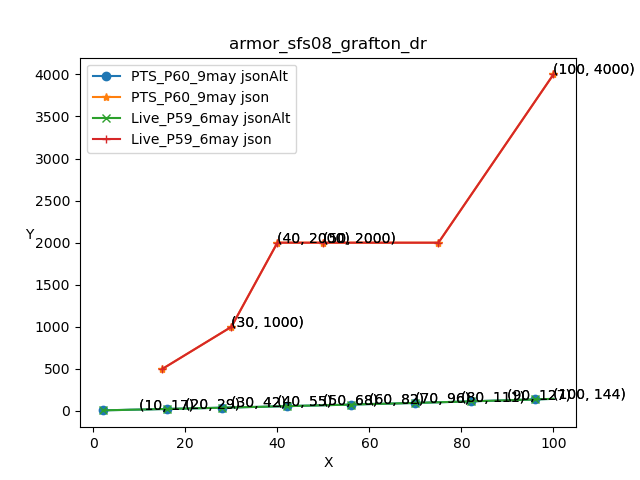 armor_sfs08_grafton_dr
PTS_P60_9may jsonAlt
PTS_P60_9may json
Live_P59_6may jsonAlt
Live_P59_6may json
Y
4000
3500
3000
2500
2000
1500
1000
500
0
(100, 4000)
(40, 2000)
(50, 2000)
(30, 1000)
(10, 17)
(20, 29)
(30, 42)
(40, 55)
(50, 68)
(60, 82)
(70, 96)
(80, 111)
(90, 127)
(100, 144)
0 20 40 60 80 100
X